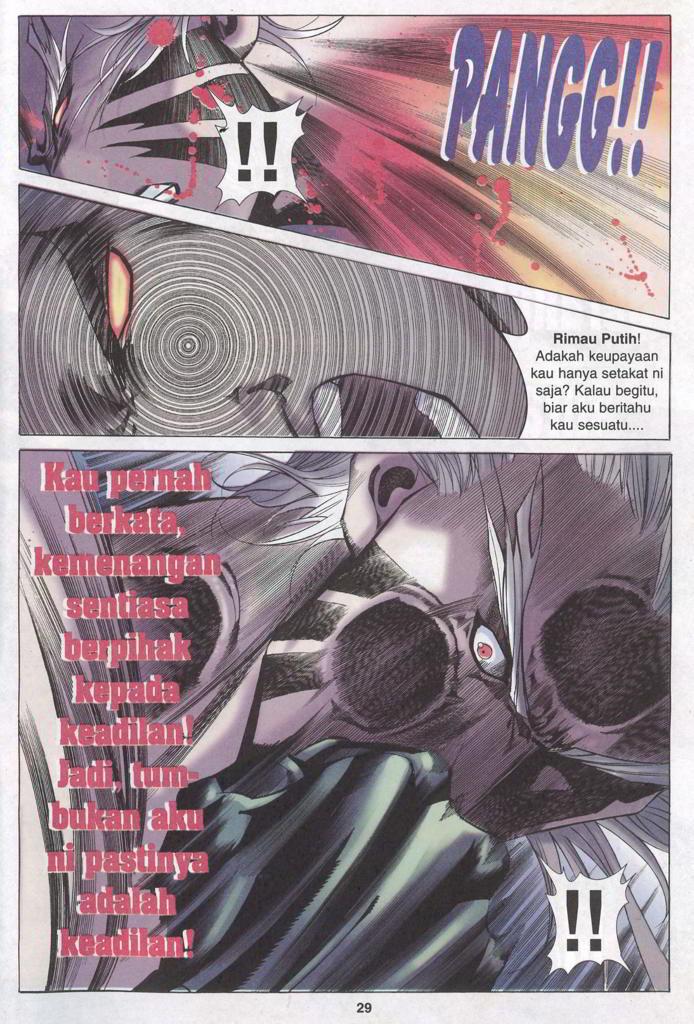 PANGG!!
!!
Rimau Putih!
Adakah keupayaan
kau hanya setakat ni
saja? Kalau begitu,
biar aku beritahu
kau sesuatu....
Kau pernah
berkata,
kemenangan
sentiasa
berpihak
kepada
keadilan!
Jadi, tum-
bukan aku
ni pastinya
adalah
keadilan!
!!
29